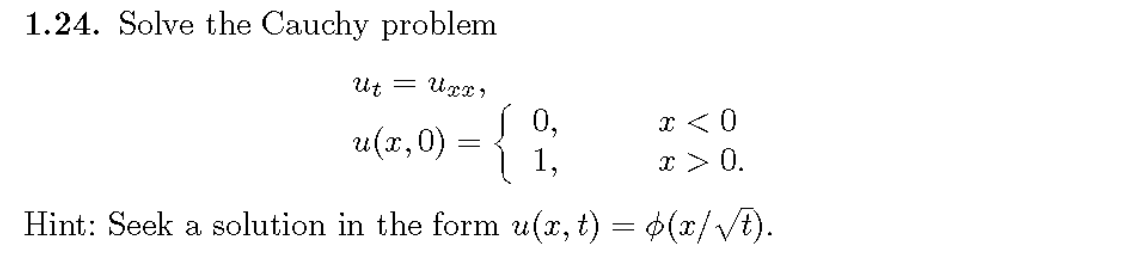 1.24. Solve the Cauchy problem
u_t = u_{xx},
u(x, 0) = { 0, x < 0
1, x > 0.
Hint: Seek a solution in the form u(x, t) = ϕ(x/√t).